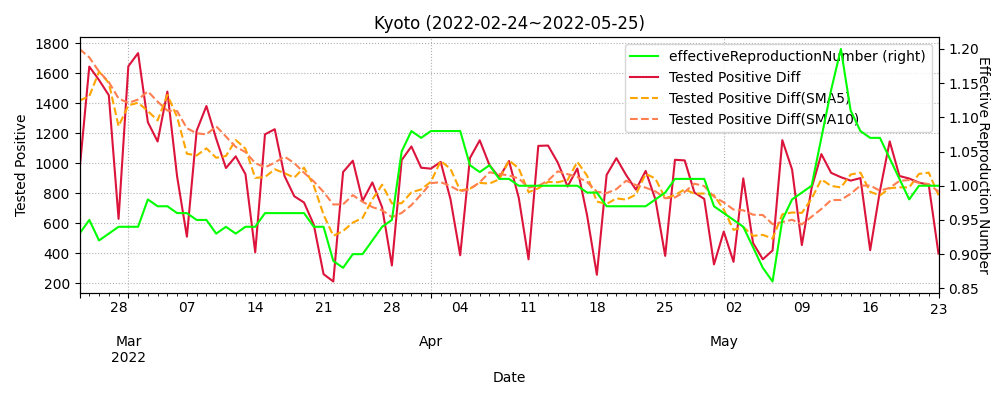 Kyoto (2022-02-24~2022-05-25)
effectiveReproductionNumber (right)
Tested Positive Diff
Tested Positive Diff(SMA5)
Tested Positive Diff(SMA10)
Tested Positive
1800
1600
1400
1200
1000
800
600
400
200
1.20
1.15
1.10
1.05
1.00
0.95
0.90
0.85
Effective Reproduction Number
28 07 14 21 28 04 11 18 25 02 09 16 23
Mar Apr May
2022
Date